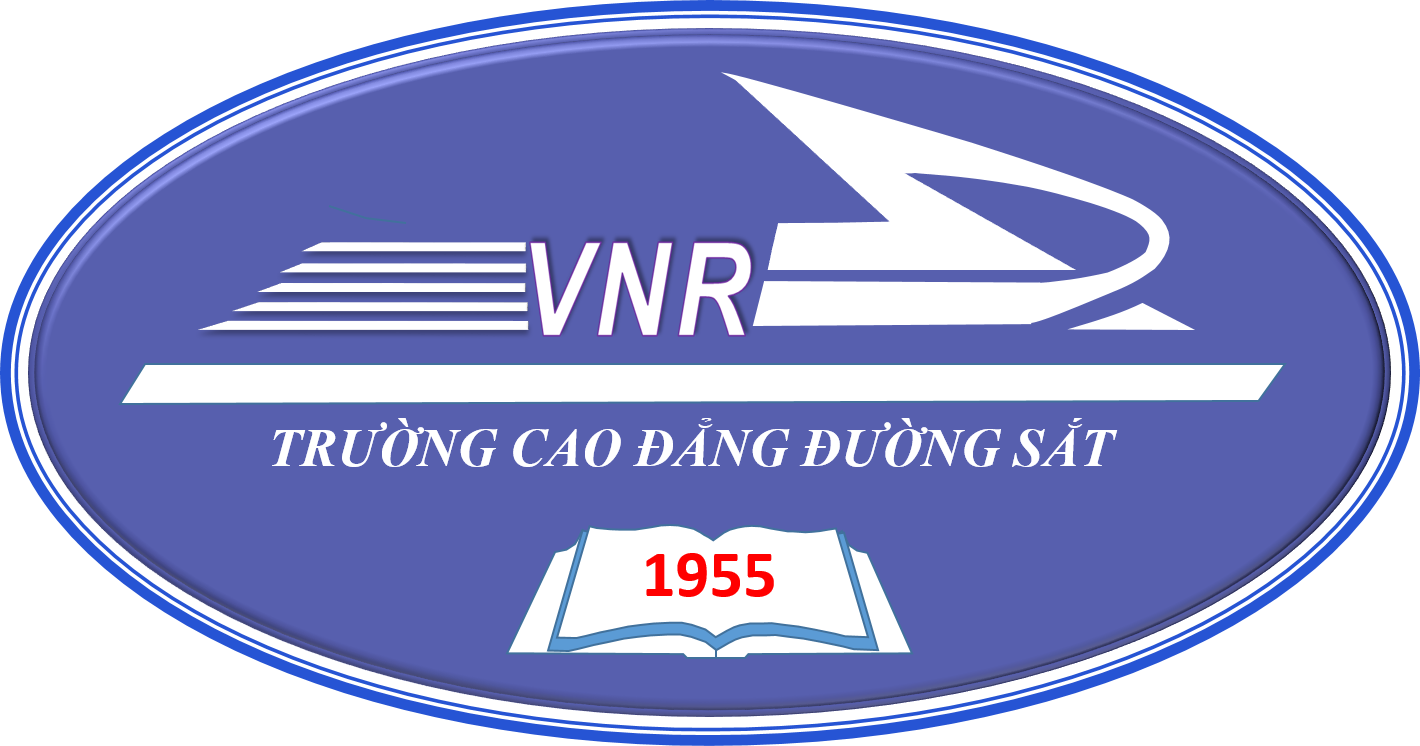 VNR
TRƯỜNG CAO ĐẲNG ĐƯỜNG SẮT
1955